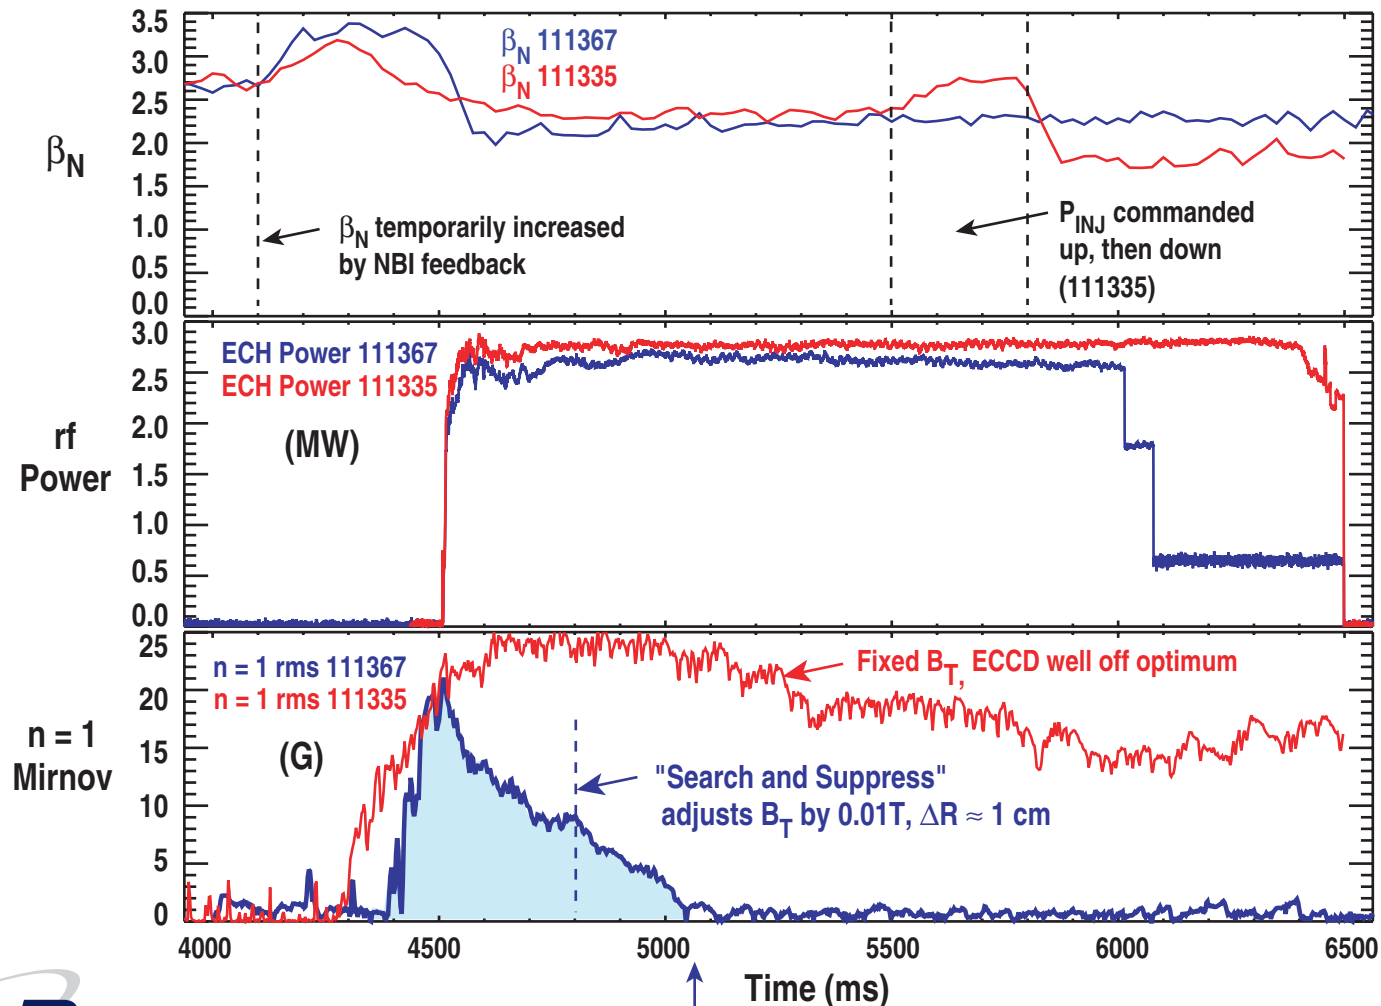 3.5
3.0
2.5
2.0
1.5
1.0
0.5
0.0
βN
βN 111367
βN 111335
βN temporarily increased
by NBI feedback
PINJ commanded
up, then down
(111335)
3.0
2.5
2.0
1.5
1.0
0.5
0.0
rf
Power
ECH Power 111367
ECH Power 111335
(MW)
25
20
15
10
5
0
n = 1
Mirnov
n = 1 rms 111367
n = 1 rms 111335
(G)
Fixed BT, ECCD well off optimum
"Search and Suppress"
adjusts BT by 0.01T, ΔR ≈ 1 cm
4000 4500 5000 5500 6000 6500
Time (ms)